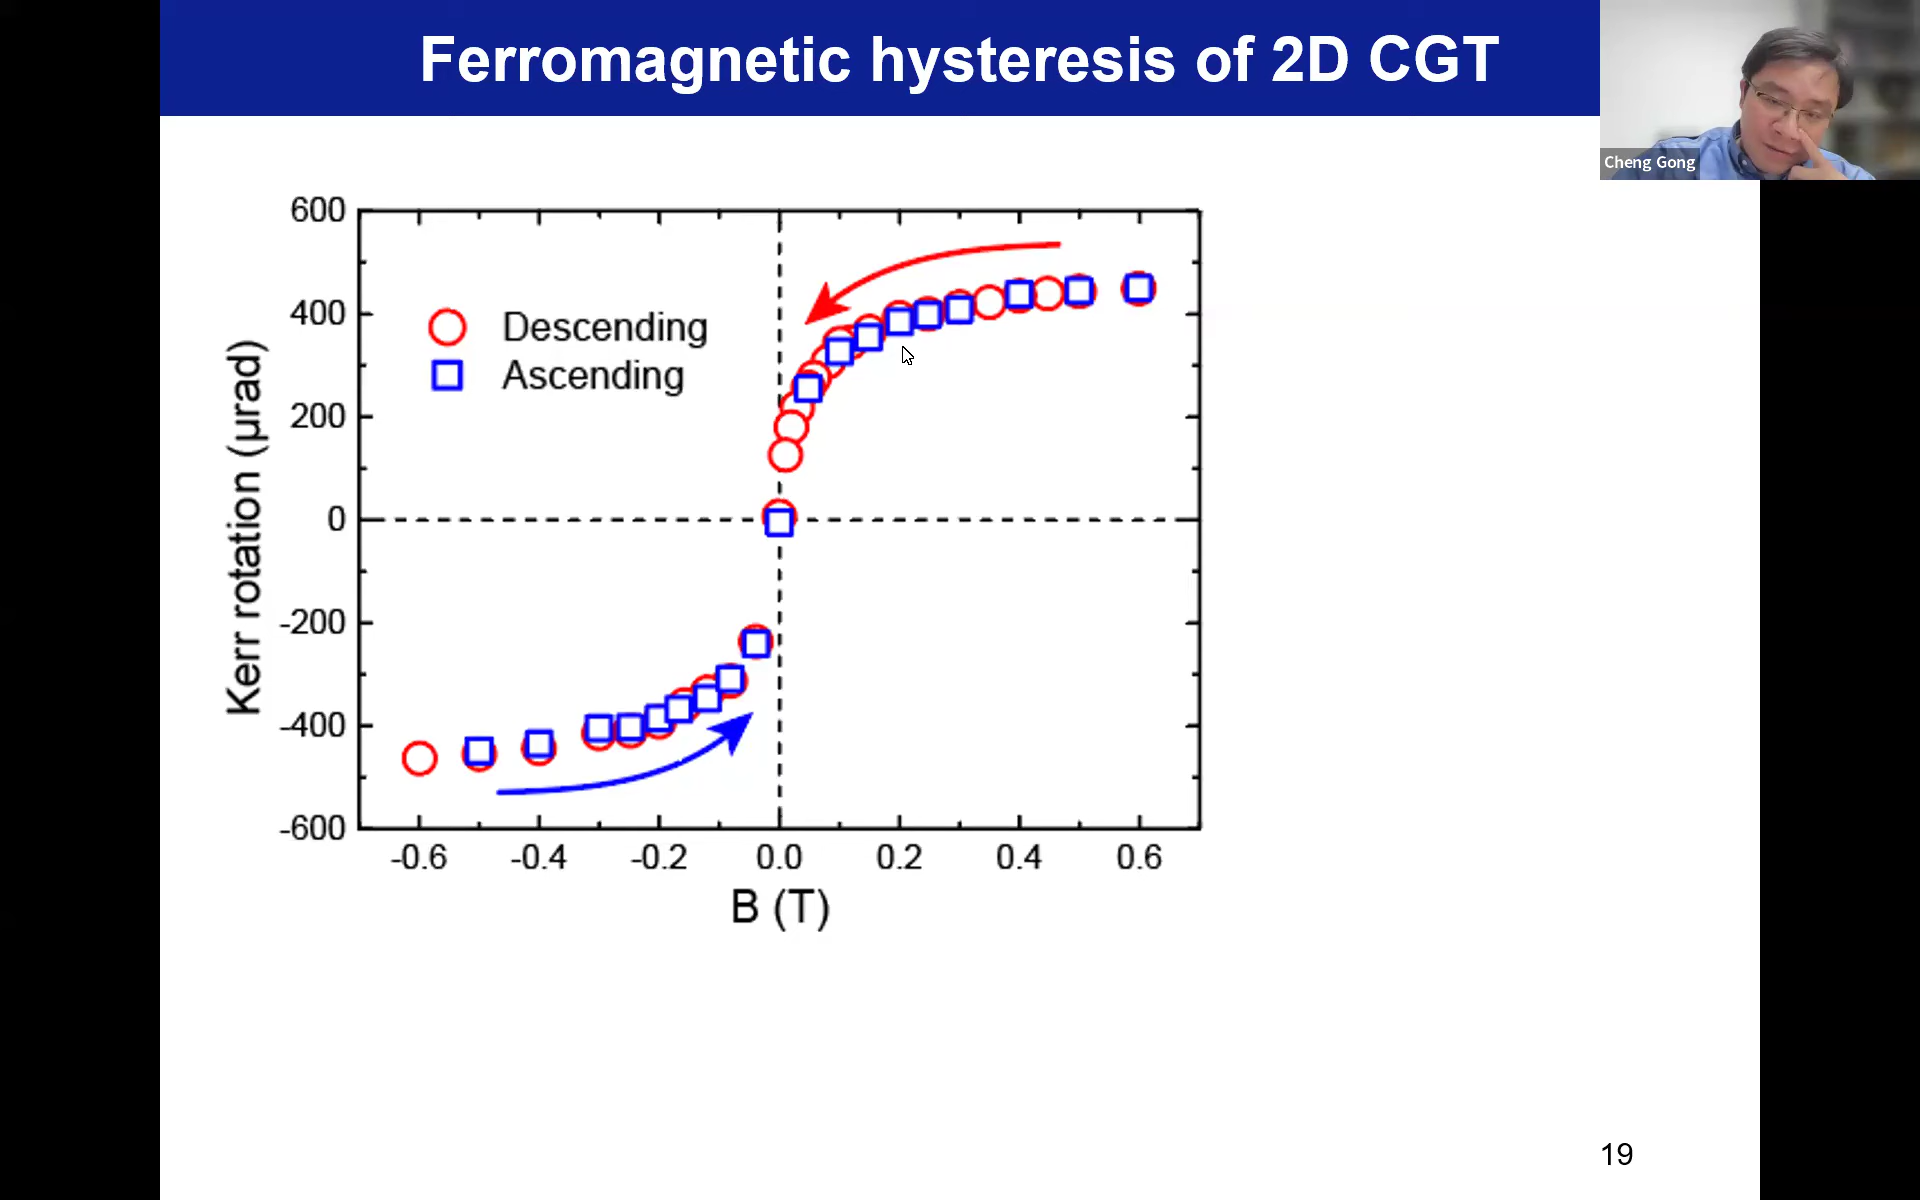 Ferromagnetic hysteresis of 2D CGT
Cheng Gong
600
400
200
0
-200
-400
-600
Kerr rotation (µrad)
Descending
Ascending
-0.6 -0.4 -0.2 0.0 0.2 0.4 0.6
B (T)
19